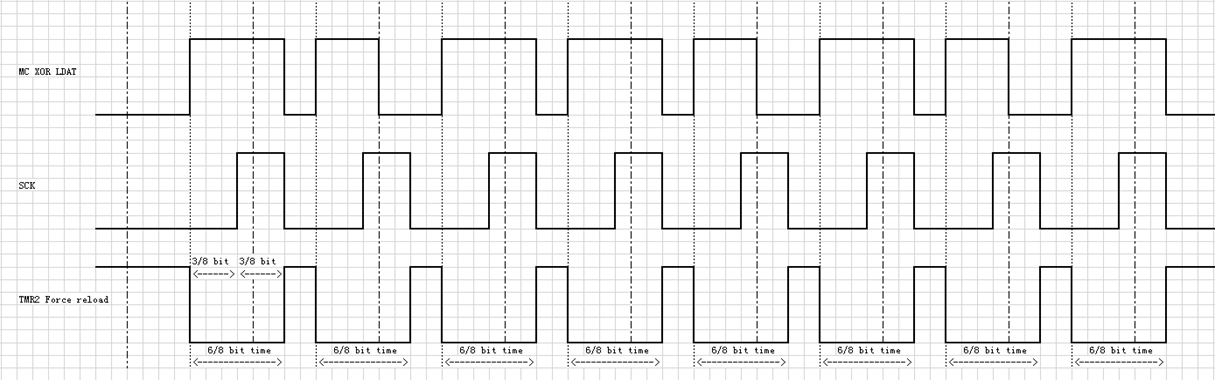 MC XOR LDAT
SCK
3/8 bit 3/8 bit
<-----> <----->
TMR2 Force reload
6/8 bit time 6/8 bit time 6/8 bit time 6/8 bit time 6/8 bit time 6/8 bit time 6/8 bit time 6/8 bit time